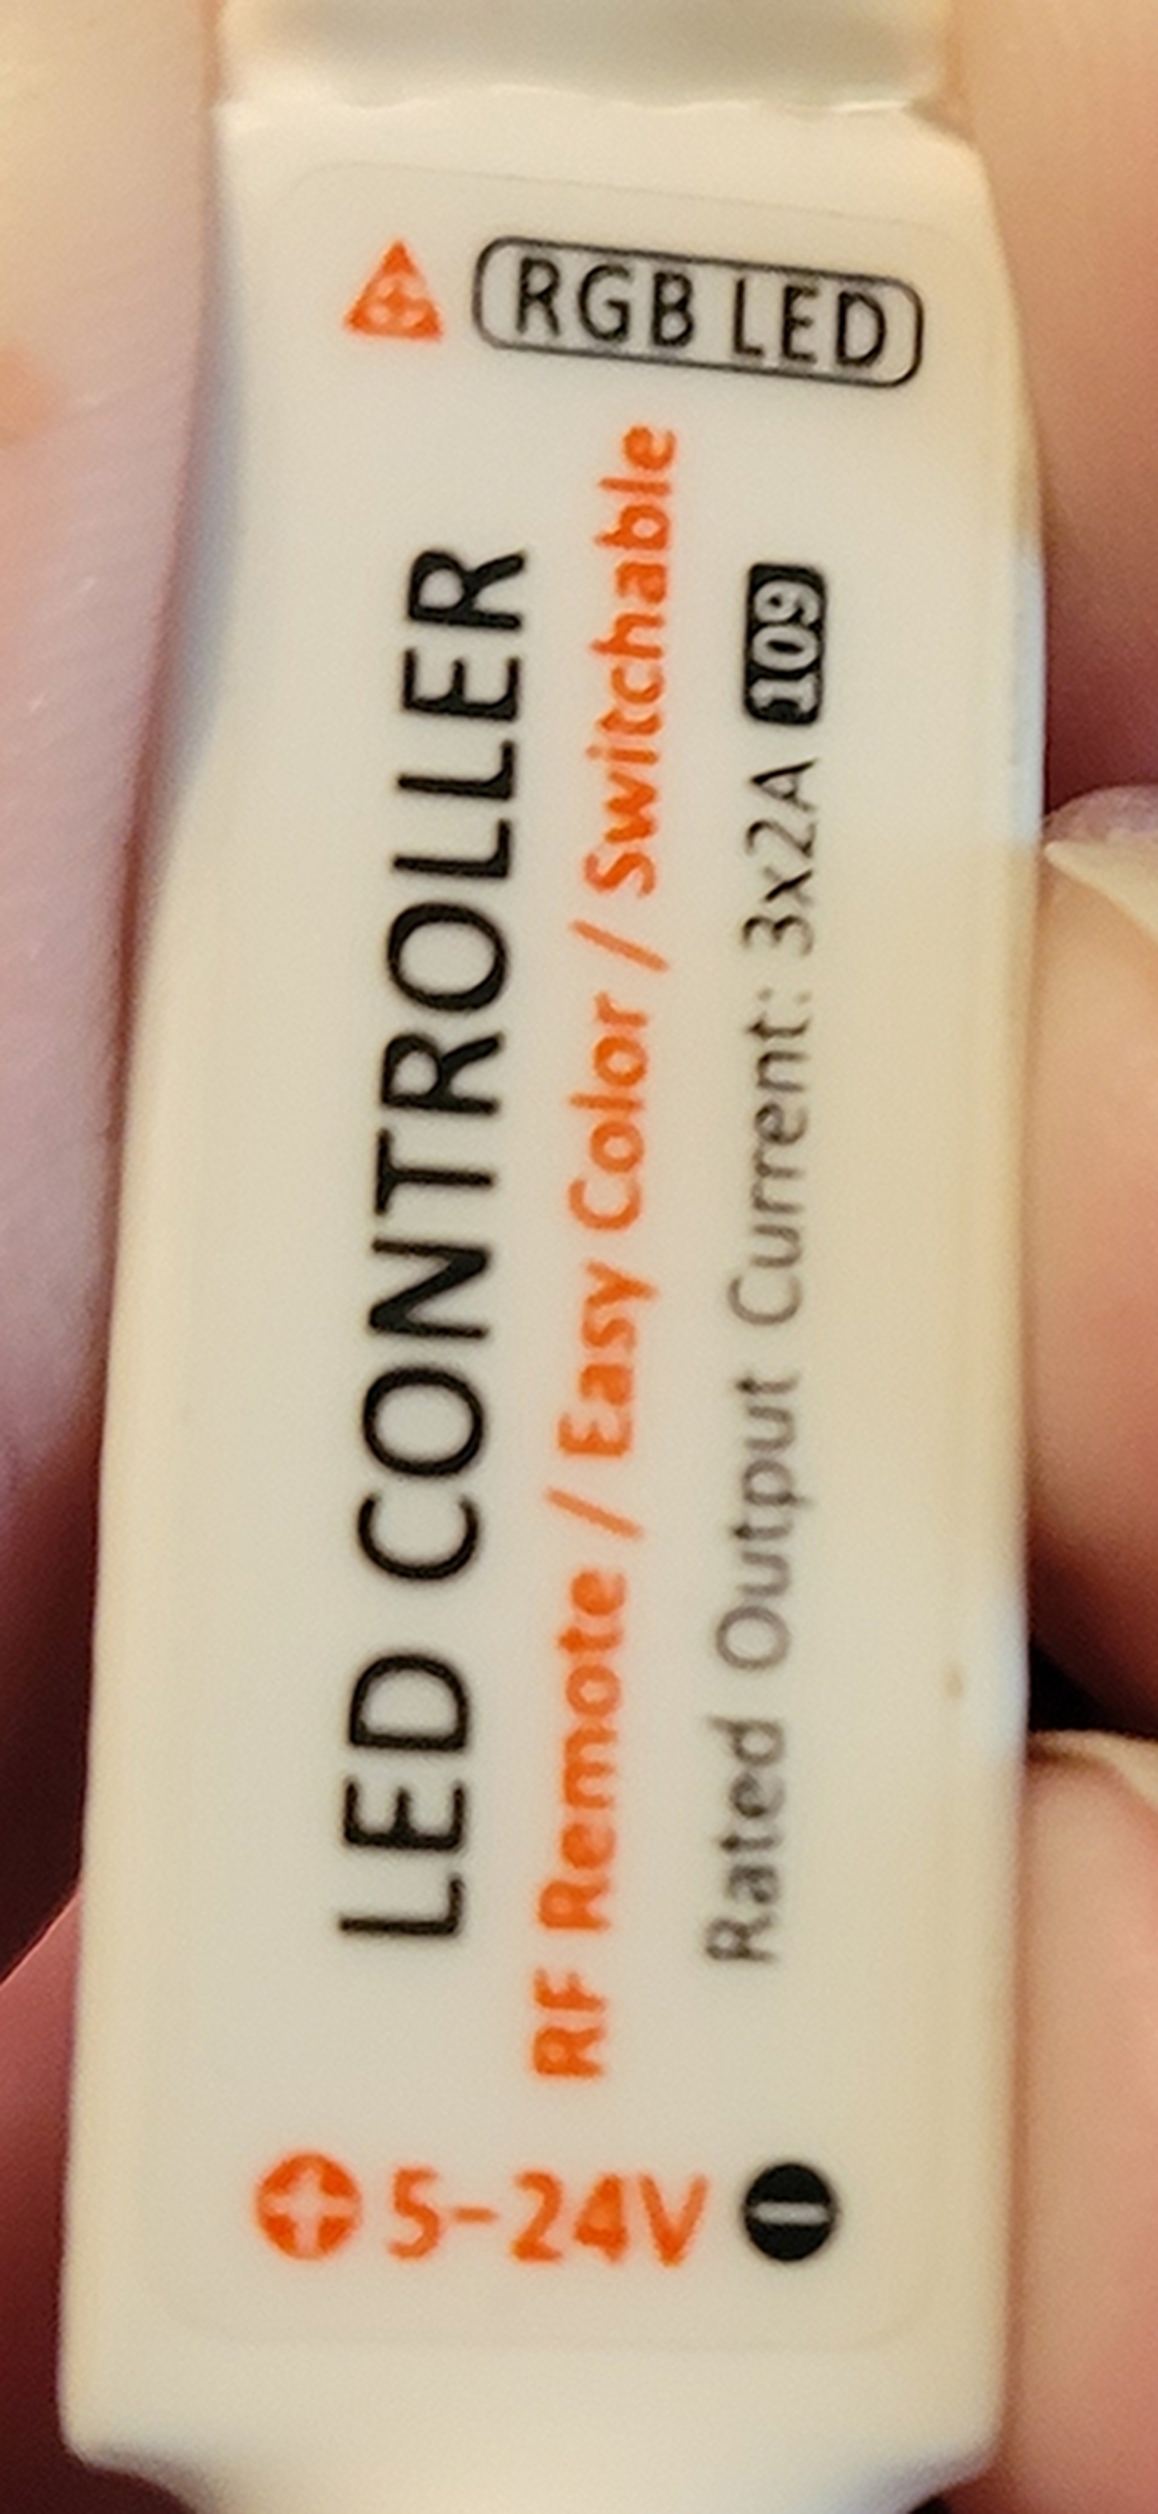 RGB LED
LED CONTROLLER
RF Remote / Easy Color / Switchable
Rated Output Current: 3x2A 109
5-24V